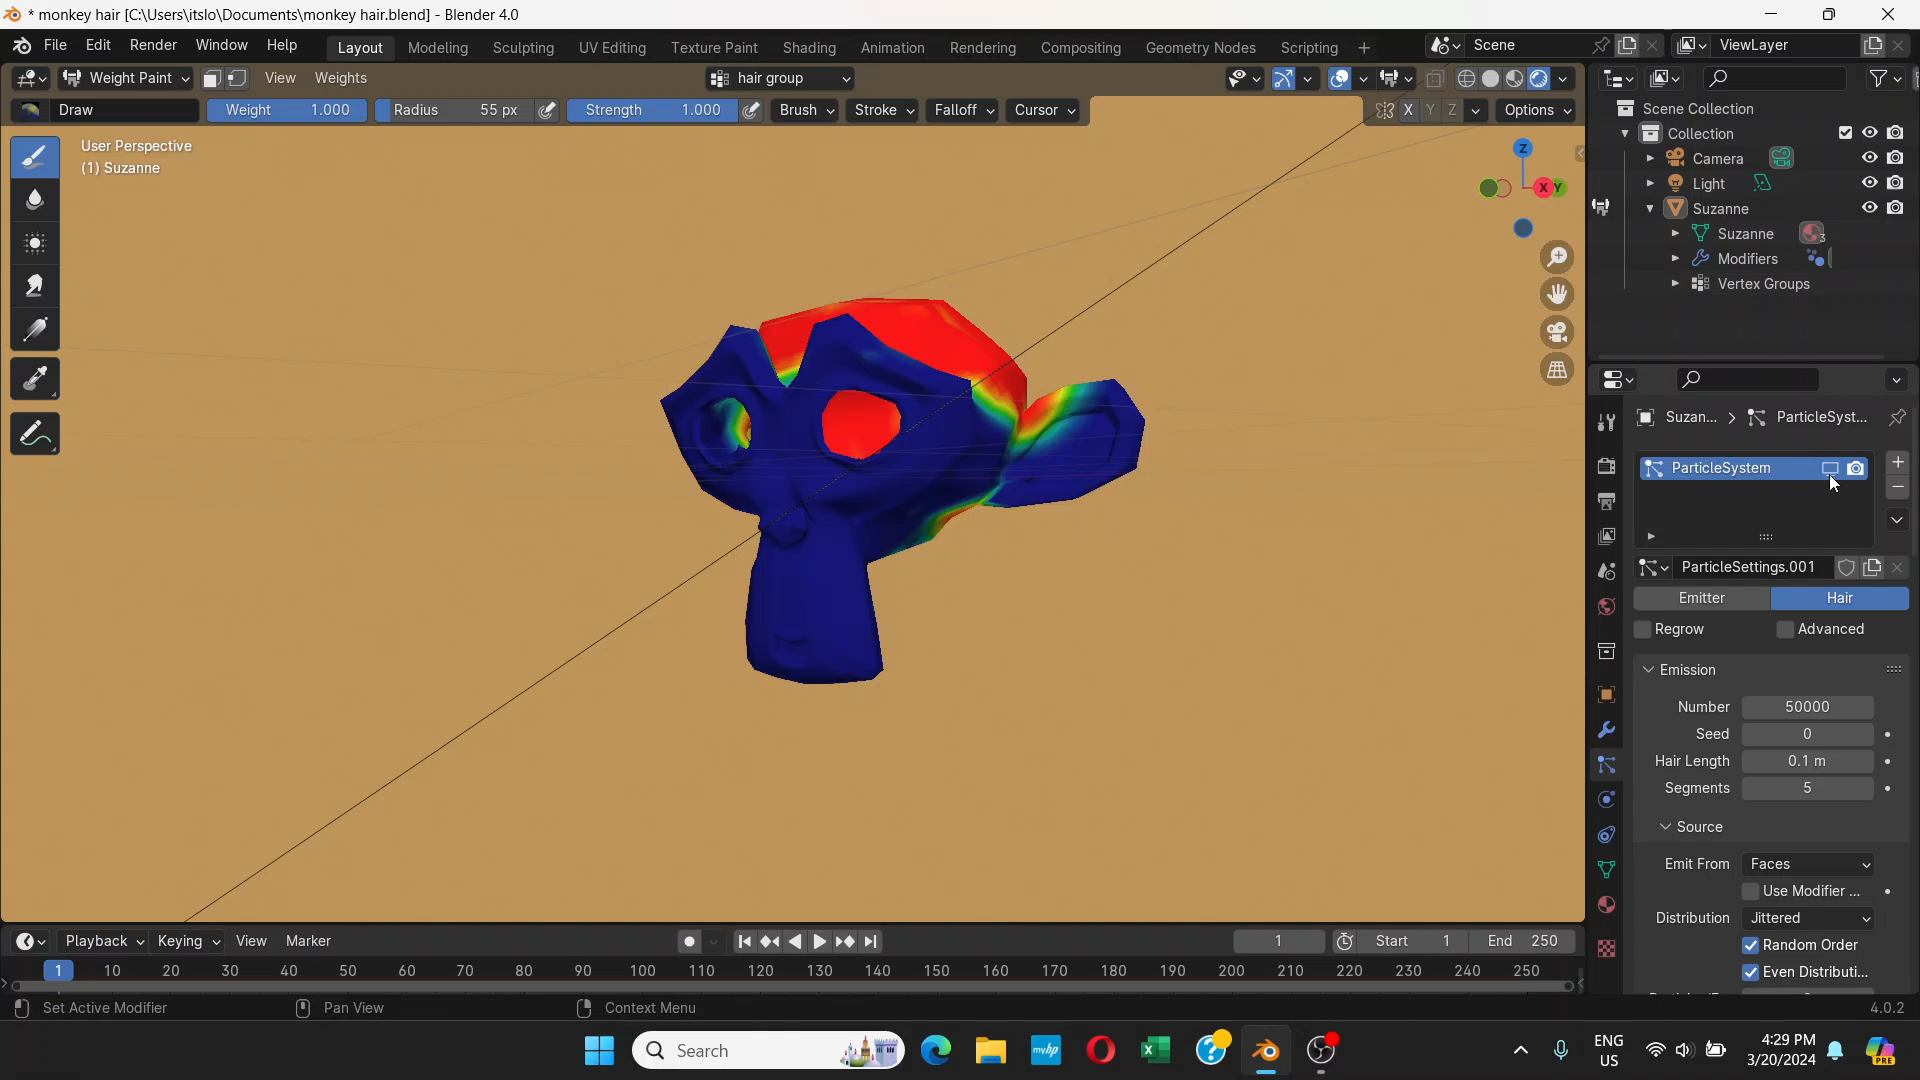 * monkey hair [C:\Users\itslo\Documents\monkey hair.blend] - Blender 4.0
File Edit Render Window Help Layout Modeling Sculpting UV Editing Texture Paint Shading Animation Rendering Compositing Geometry Nodes Scripting + Scene ViewLayer
Weight Paint View Weights hair group
Draw Weight 1.000 Radius 55 px Strength 1.000 Brush Stroke Falloff Cursor X Y Z Options
User Perspective
(1) Suzanne
Z
X Y
Scene Collection
Collection
Camera
Light
Suzanne
Suzanne 3
Modifiers
Vertex Groups
Suzan... > ParticleSyst...
ParticleSystem
ParticleSettings.001
Emitter Hair
Regrow Advanced
Emission
Number 50000
Seed 0
Hair Length 0.1 m
Segments 5
Source
Emit From Faces
Use Modifier ...
Distribution Jittered
Random Order
Even Distributi...
Playback Keying View Marker 1 Start 1 End 250
1 10 20 30 40 50 60 70 80 90 100 110 120 130 140 150 160 170 180 190 200 210 220 230 240 250
Set Active Modifier Pan View Context Menu 4.0.2
Search myhp ENG US 4:29 PM 3/20/2024 PRE